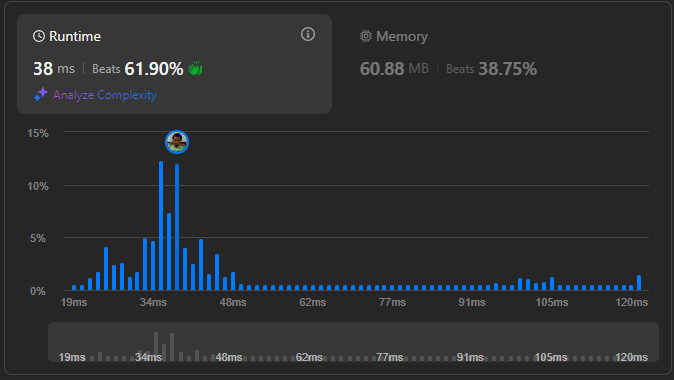 Runtime
38 ms | Beats 61.90%
Analyze Complexity
Memory
60.88 MB | Beats 38.75%
15%
10%
5%
0%
19ms 34ms 48ms 62ms 77ms 91ms 105ms 120ms
19ms 34ms 48ms 62ms 77ms 91ms 105ms 120ms